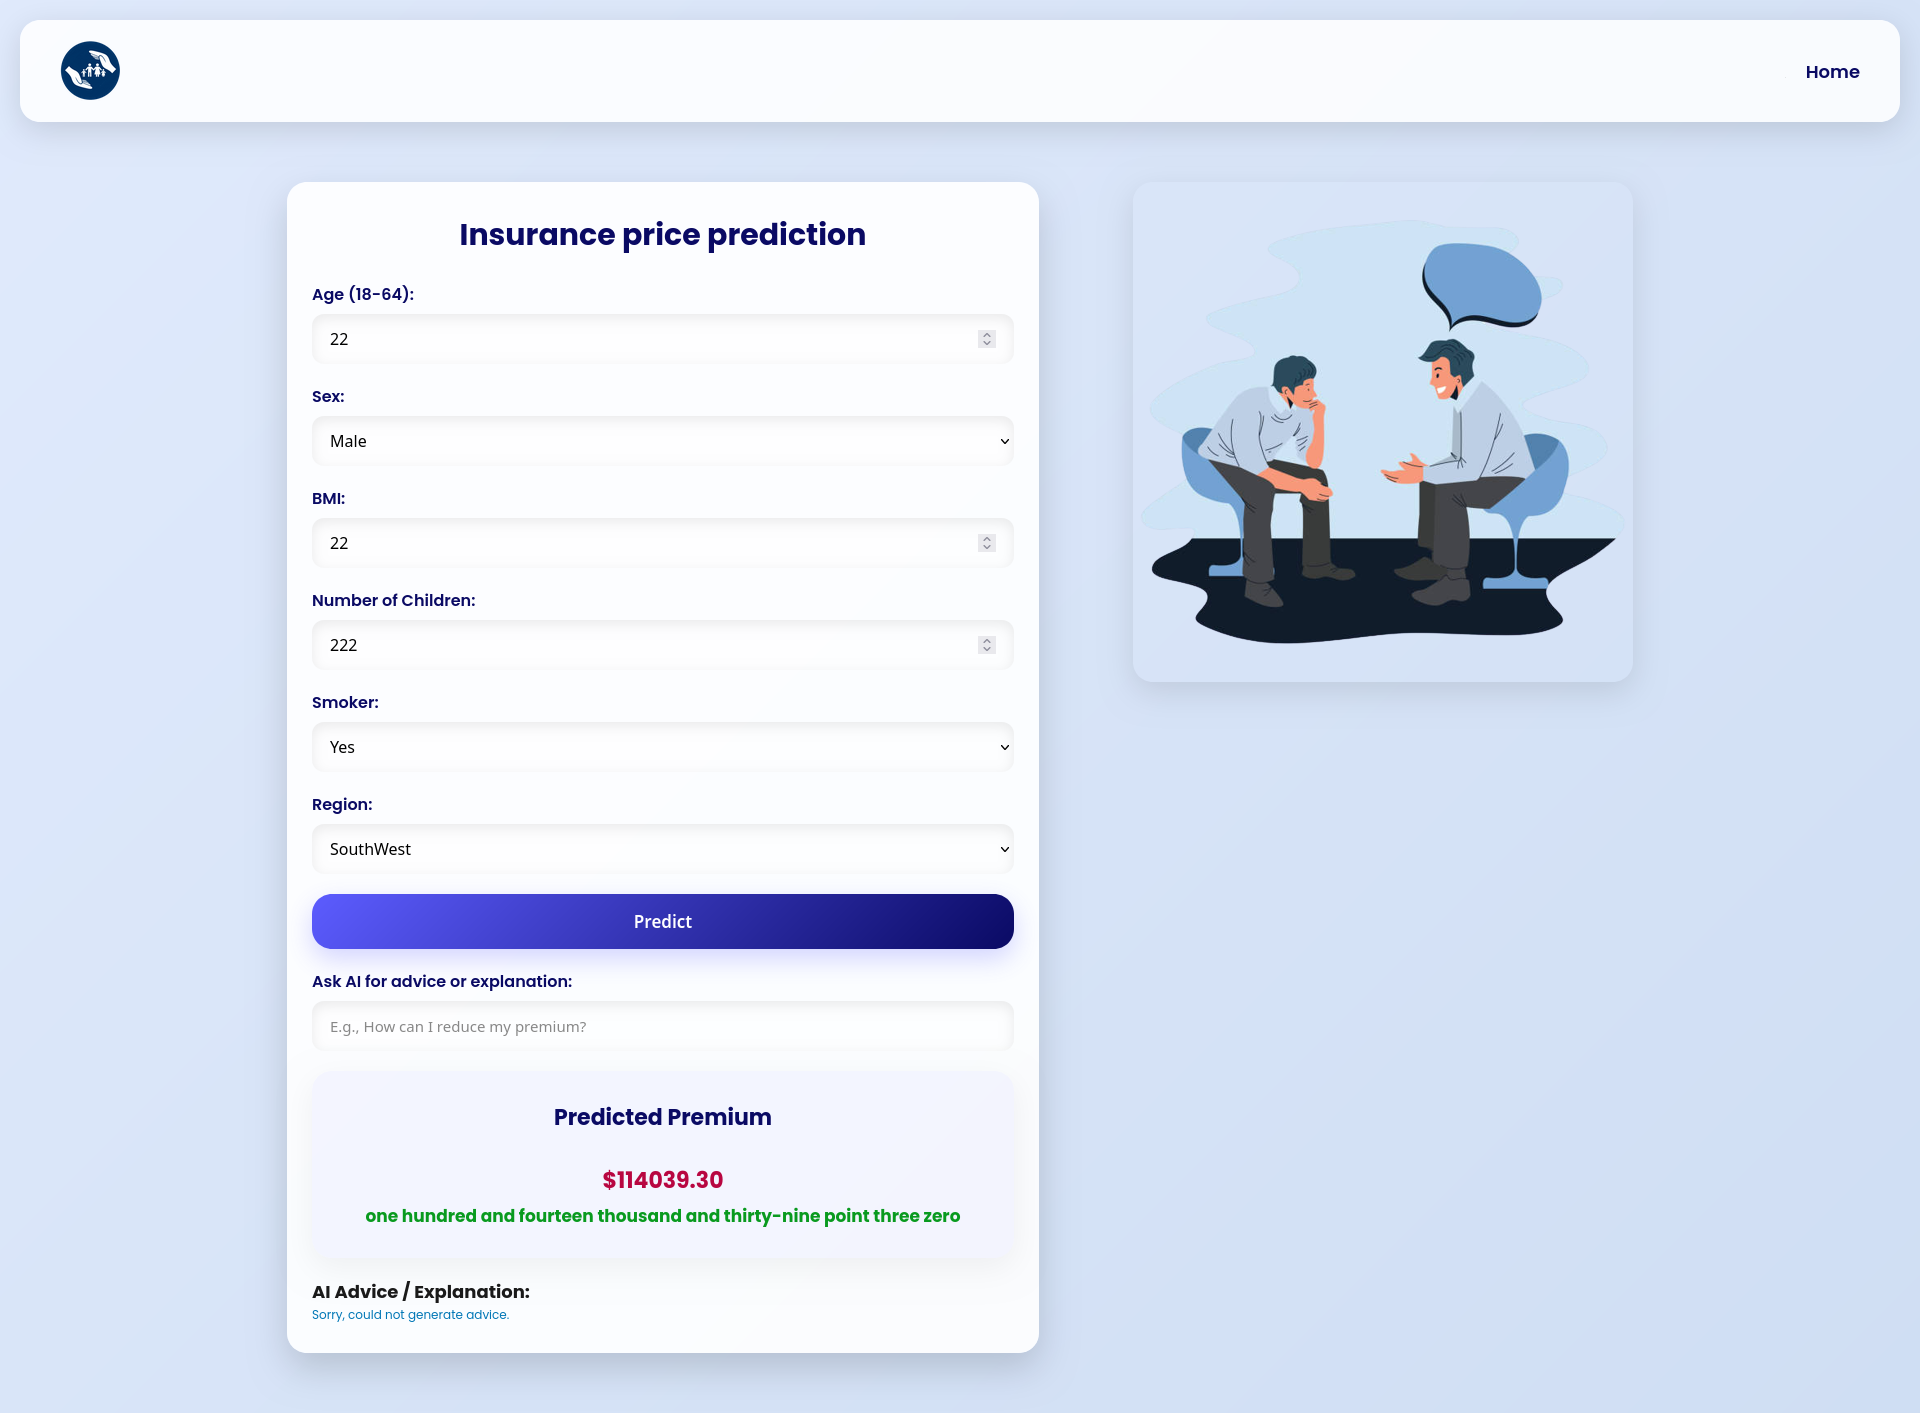 Home
Insurance price prediction
Age (18-64):
22
Sex:
Male
BMI:
22
Number of Children:
222
Smoker:
Yes
Region:
SouthWest
Predict
Ask AI for advice or explanation:
E.g., How can I reduce my premium?
Predicted Premium
$114039.30
one hundred and fourteen thousand and thirty-nine point three zero
AI Advice / Explanation:
Sorry, could not generate advice.